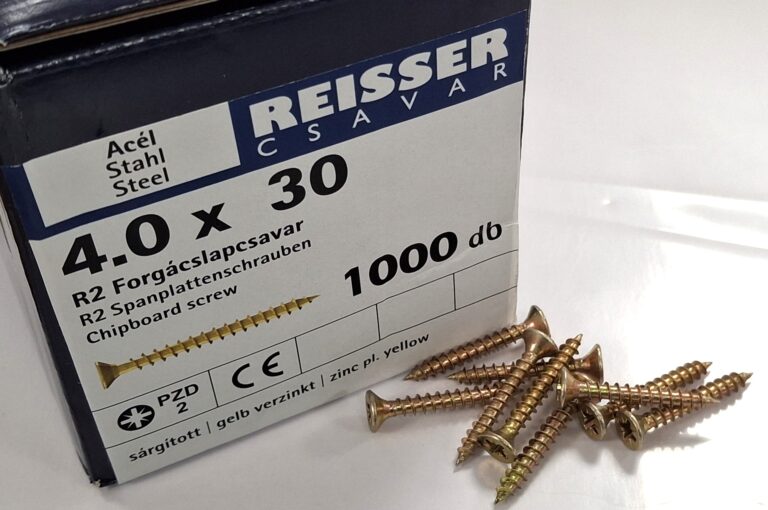 REISSER
CSAVAR
Acél
Stahl
Steel
4.0 x 30
R2 Forgácslapcsavar
R2 Spanplattenschrauben
Chipboard screw
1000 db
PZD
2
CE
sárgított | gelb verzinkt | zinc pl. yellow